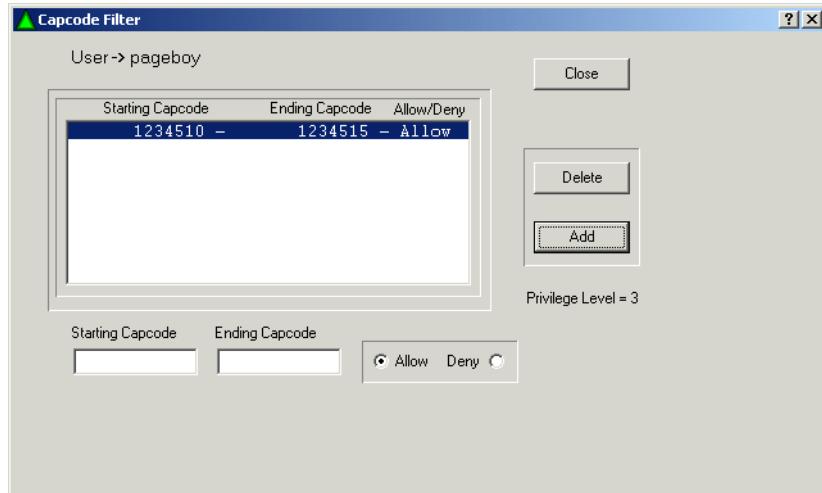 Capcode Filter
User-> pageboy
Close
Starting Capcode Ending Capcode Allow/Deny
1234510 - 1234515 - Allow
Delete
Add
Privilege Level = 3
Starting Capcode Ending Capcode
Allow Deny